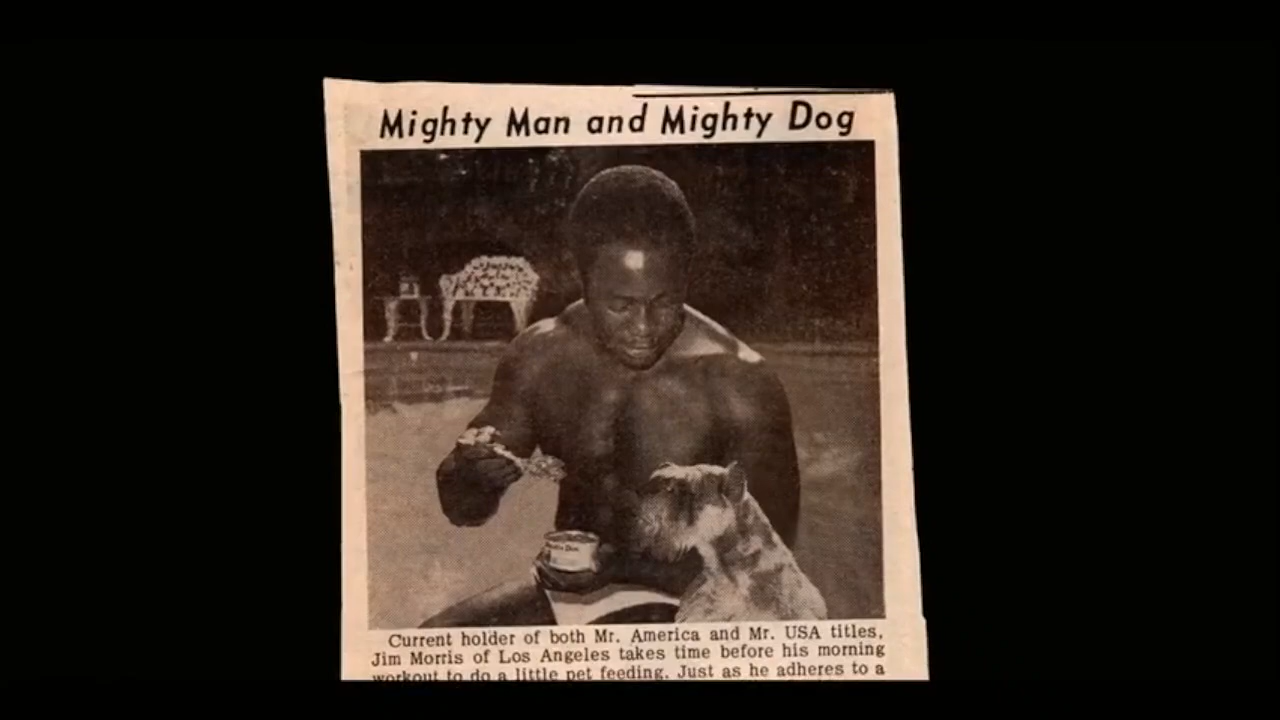 Mighty Man and Mighty Dog
Current holder of both Mr. America and Mr. USA titles,
Jim Morris of Los Angeles takes time before his morning
workout to do a little pet feeding. Just as he adheres to a